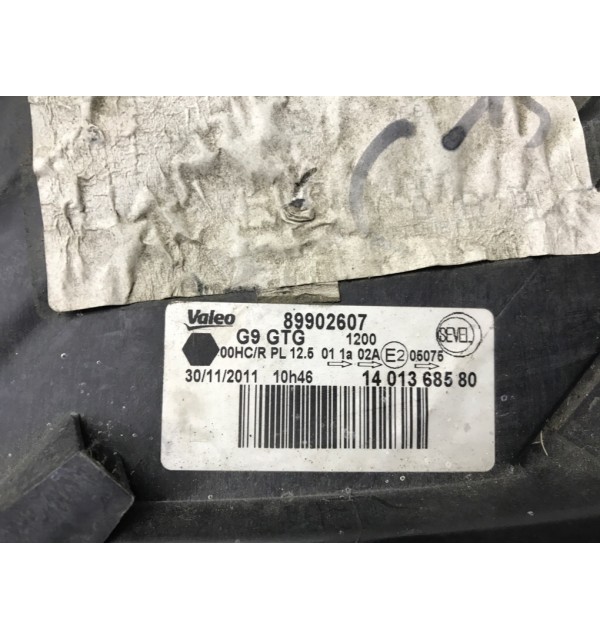 Valeo 89902607
G9 GTG 1200 SEVEL
00HC/R PL 12.5 01 1a 02A E2 05075
30/11/2011 10h46 14 013 685 80